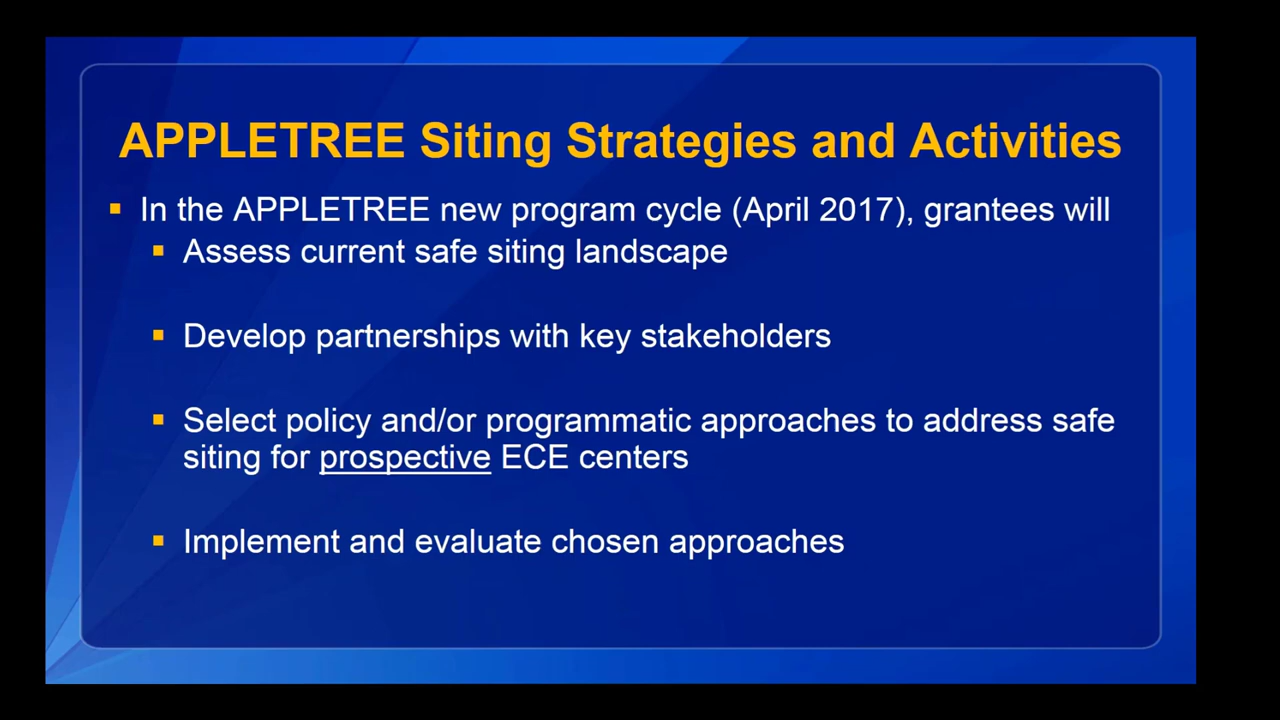 APPLETREE Siting Strategies and Activities
In the APPLETREE new program cycle (April 2017), grantees will
Assess current safe siting landscape
Develop partnerships with key stakeholders
Select policy and/or programmatic approaches to address safe
siting for prospective ECE centers
Implement and evaluate chosen approaches